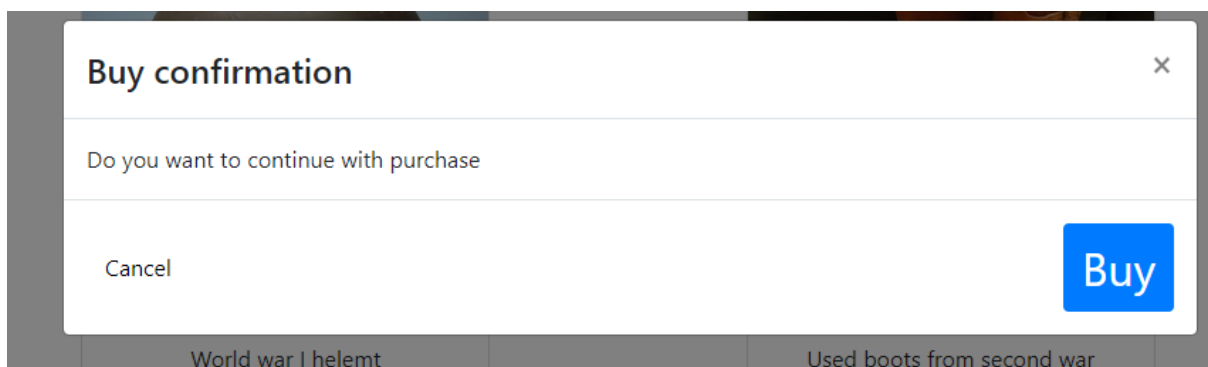 Buy confirmation ×
Do you want to continue with purchase
Cancel
Buy
World war I helemt
Used boots from second war